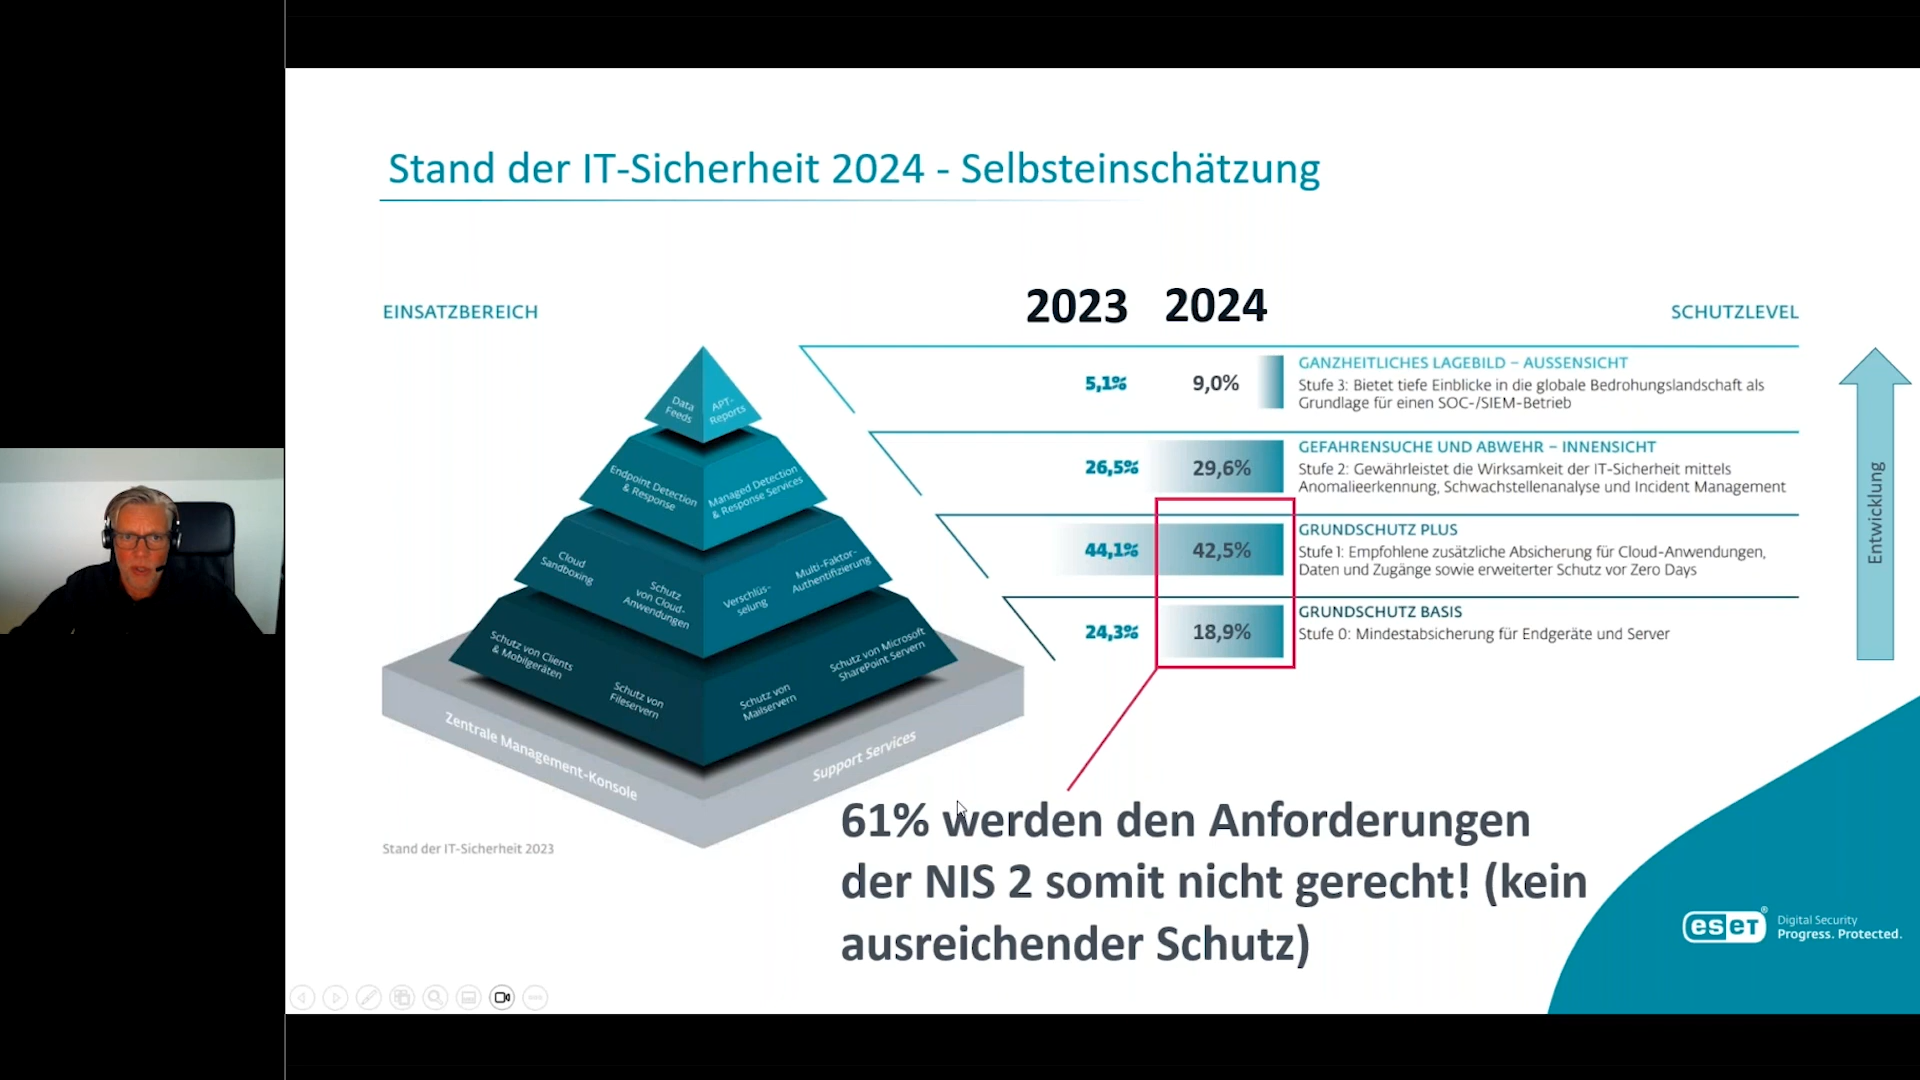 Stand der IT-Sicherheit 2024 - Selbsteinschätzung
EINSATZBEREICH
2023 2024
SCHUTZLEVEL
Data
Feeds
APT-
Reports
Endpoint Detection
& Response
Managed Detection
& Response Services
Cloud
Sandboxing
Schutz
von Cloud-
Anwendungen
Verschlüs-
selung
Multi-Faktor-
Authentifizierung
Schutz von Clients
& Mobilgeräten
Schutz von
Fileservern
Schutz von
Mailservern
Schutz von Microsoft
SharePoint Servern
Zentrale Management-Konsole
Support Services
5,1% 9,0%
GANZHEITLICHES LAGEBILD – AUSSENSICHT
Stufe 3: Bietet tiefe Einblicke in die globale Bedrohungslandschaft als
Grundlage für einen SOC-/SIEM-Betrieb
26,5% 29,6%
GEFAHRENSUCHE UND ABWEHR – INNENSICHT
Stufe 2: Gewährleistet die Wirksamkeit der IT-Sicherheit mittels
Anomalieerkennung, Schwachstellenanalyse und Incident Management
44,1% 42,5%
GRUNDSCHUTZ PLUS
Stufe 1: Empfohlene zusätzliche Absicherung für Cloud-Anwendungen,
Daten und Zugänge sowie erweiterter Schutz vor Zero Days
24,3% 18,9%
GRUNDSCHUTZ BASIS
Stufe 0: Mindestabsicherung für Endgeräte und Server
Entwicklung
61% werden den Anforderungen
der NIS 2 somit nicht gerecht! (kein
ausreichender Schutz)
Stand der IT-Sicherheit 2023
eseT®
Digital Security
Progress. Protected.